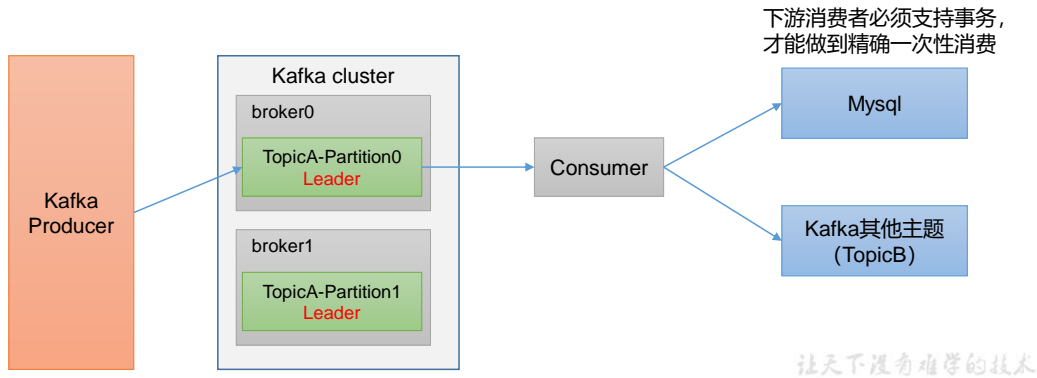 下游消费者必须支持事务，
才能做到精确一次性消费
Kafka
Producer
Kafka cluster
broker0
TopicA-Partition0
Leader
broker1
TopicA-Partition1
Leader
Consumer
Mysql
Kafka其他主题
（TopicB）
让天下没有难学的技术